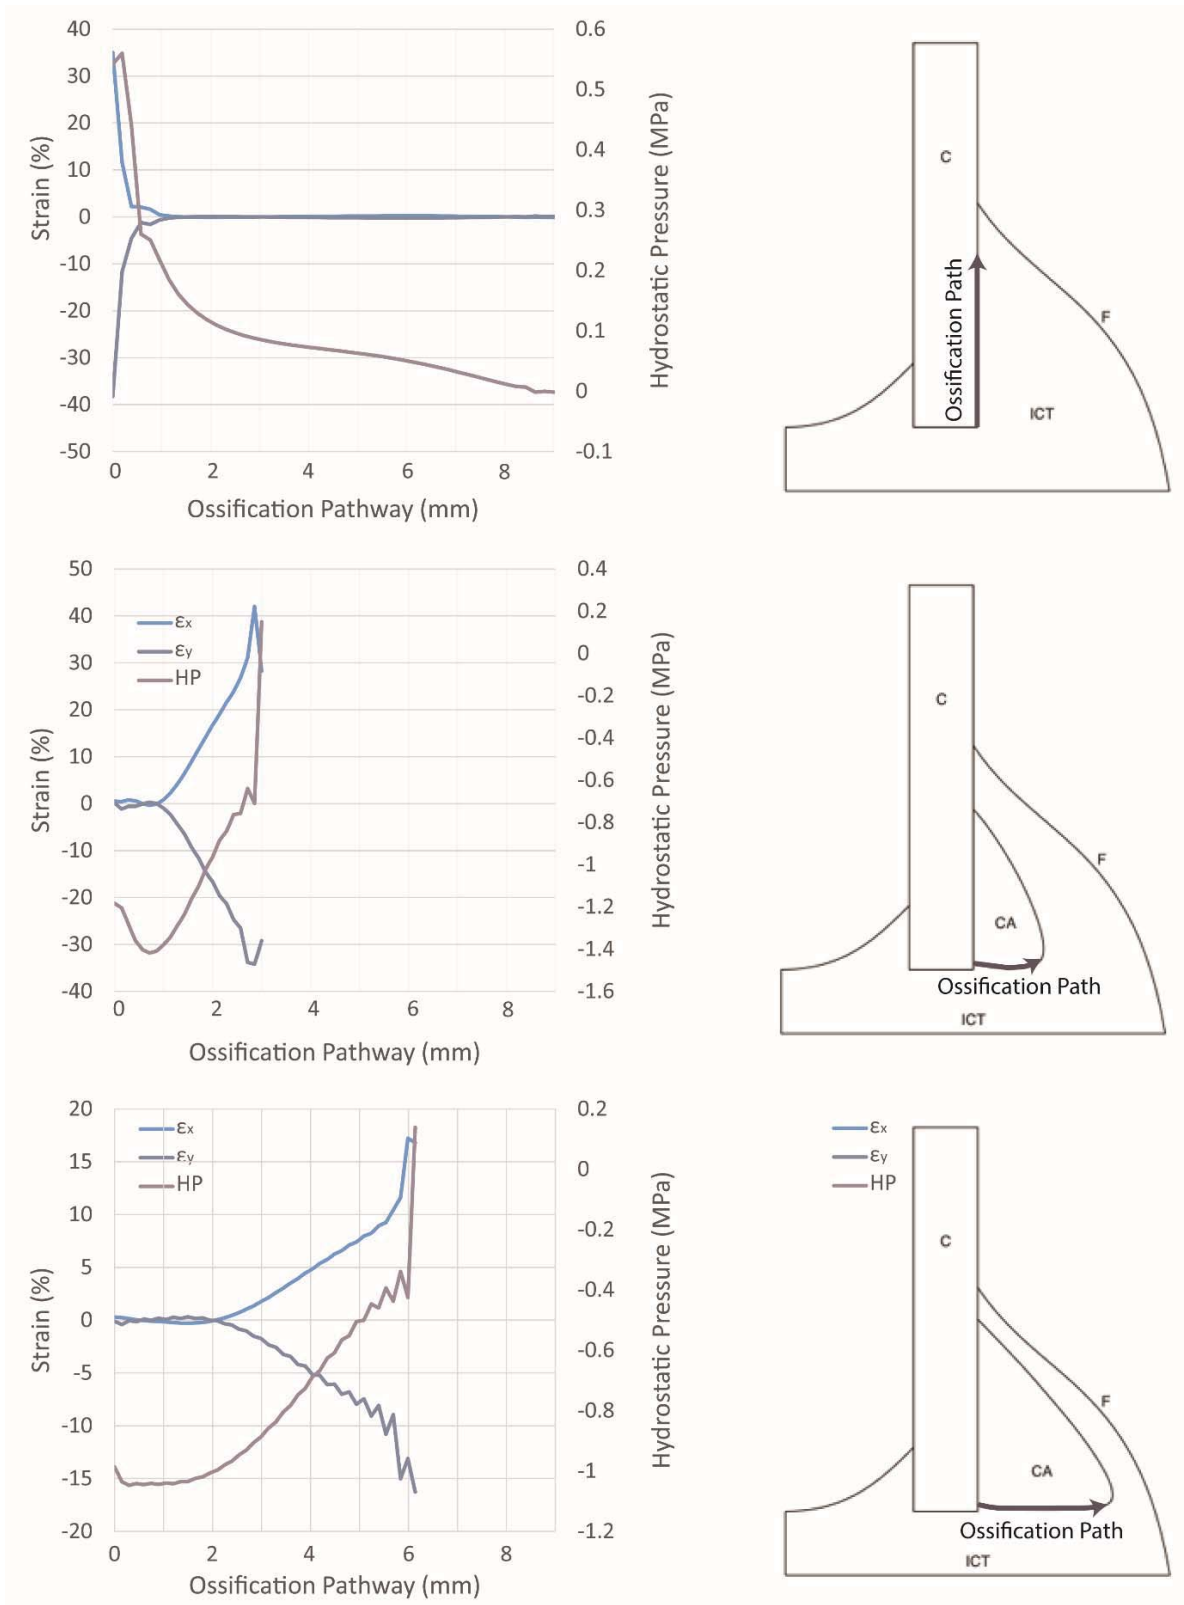 40
30
20
10
0
-10
-20
-30
-40
-50
Strain (%)
0.6
0.5
0.4
0.3
0.2
0.1
0
-0.1
Hydrostatic Pressure (MPa)
0 2 4 6 8
Ossification Pathway (mm)
C
F
ICT
Ossification Path
50
40
30
20
10
0
-10
-20
-30
-40
Strain (%)
εx
εy
HP
0.4
0.2
0
-0.2
-0.4
-0.6
-0.8
-1
-1.2
-1.4
-1.6
Hydrostatic Pressure (MPa)
0 2 4 6 8
Ossification Pathway (mm)
C
F
CA
Ossification Path
ICT
20
15
10
5
0
-5
-10
-15
-20
Strain (%)
εx
εy
HP
0.2
0
-0.2
-0.4
-0.6
-0.8
-1
-1.2
Hydrostatic Pressure (MPa)
0 2 4 6 8
Ossification Pathway (mm)
εx
εy
HP
C
F
CA
Ossification Path
ICT